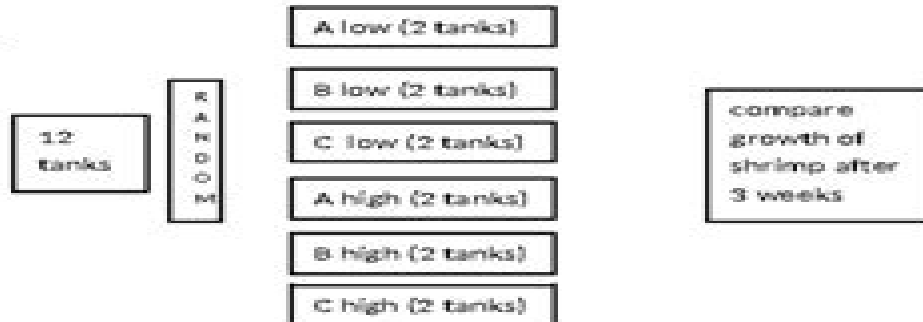 12
tanks
RANDOM
A low (2 tanks)
B low (2 tanks)
C low (2 tanks)
A high (2 tanks)
B high (2 tanks)
C high (2 tanks)
compare
growth of
shrimp after
3 weeks